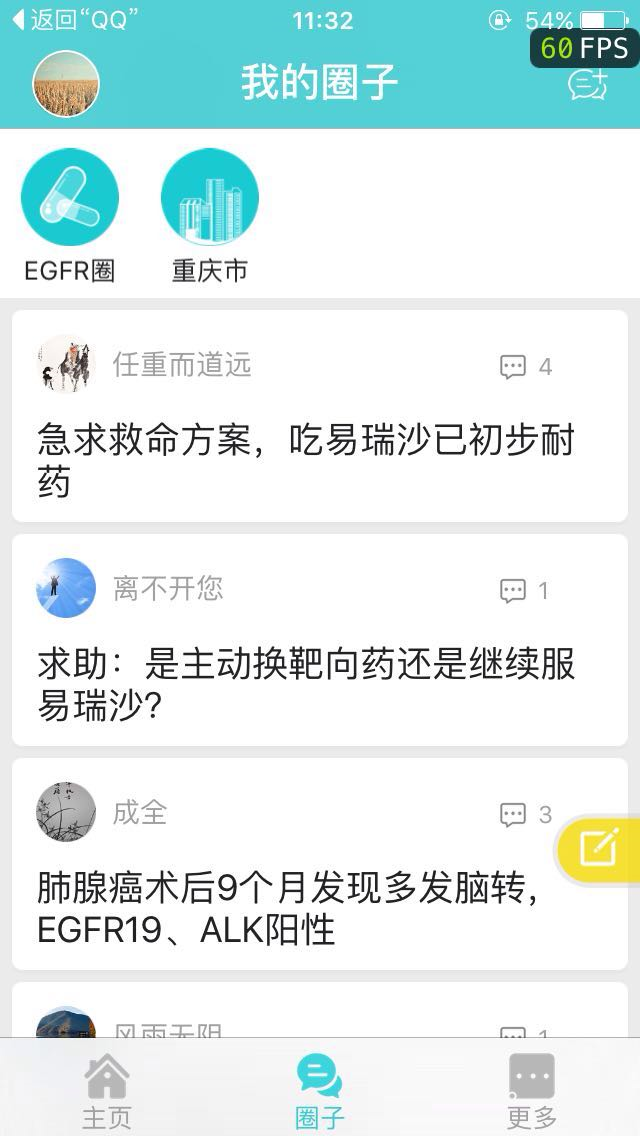 返回“QQ”
11:32
54%
60 FPS
我的圈子
EGFR圈
重庆市
任重而道远
4
急求救命方案，吃易瑞沙已初步耐
药
离不开您
1
求助：是主动换靶向药还是继续服
易瑞沙？
成全
3
肺腺癌术后9个月发现多发脑转，
EGFR19、ALK阳性
风雨无阻
1
主页
圈子
更多